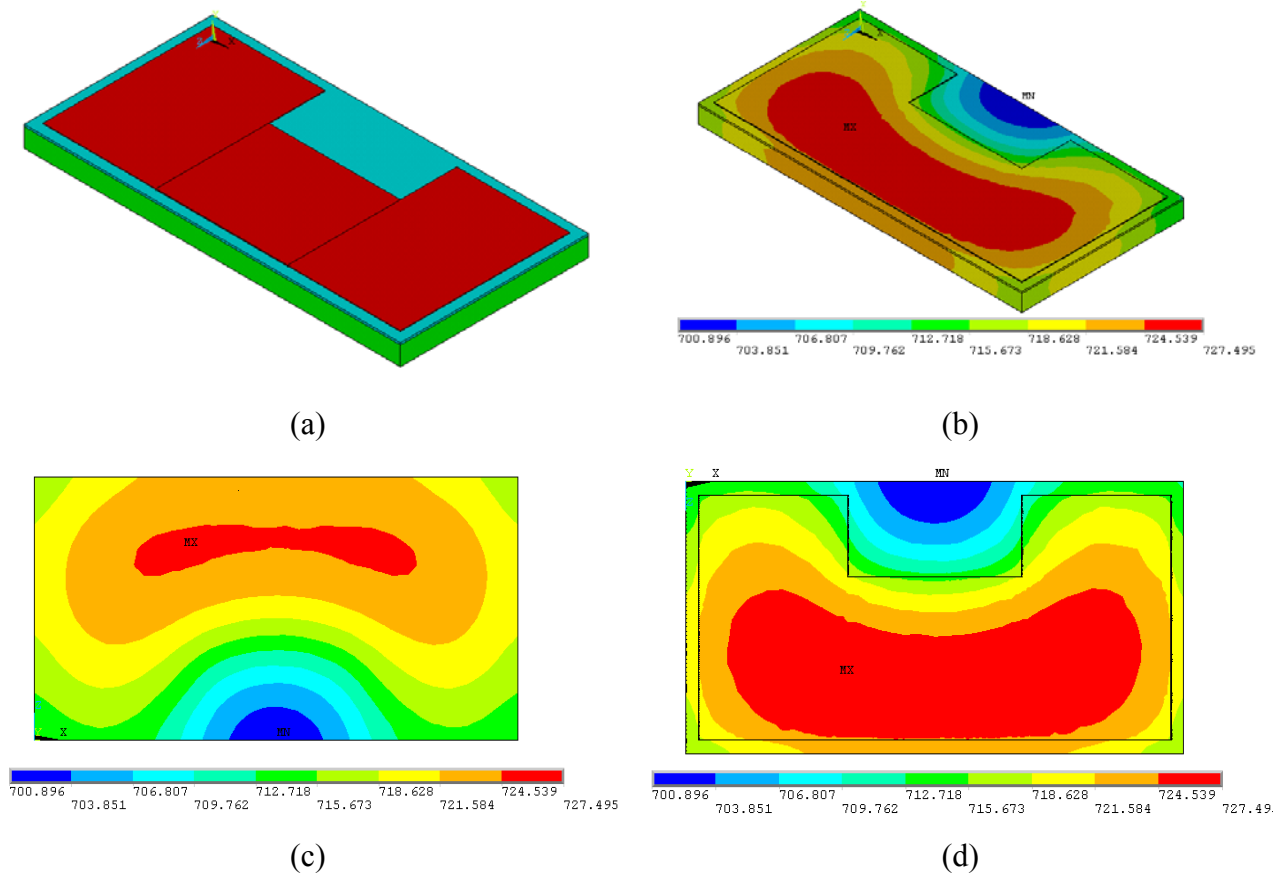 Y
Z X
Y
X
MN
MX
700.896 706.807 712.718 718.628 724.539
703.851 709.762 715.673 721.584 727.495
(a) (b)
MX
X MN
700.896 706.807 712.718 718.628 724.539
703.851 709.762 715.673 721.584 727.495
(c)
Y X MN
MX
700.896 706.807 712.718 718.628 724.539
703.851 709.762 715.673 721.584 727.49
(d)